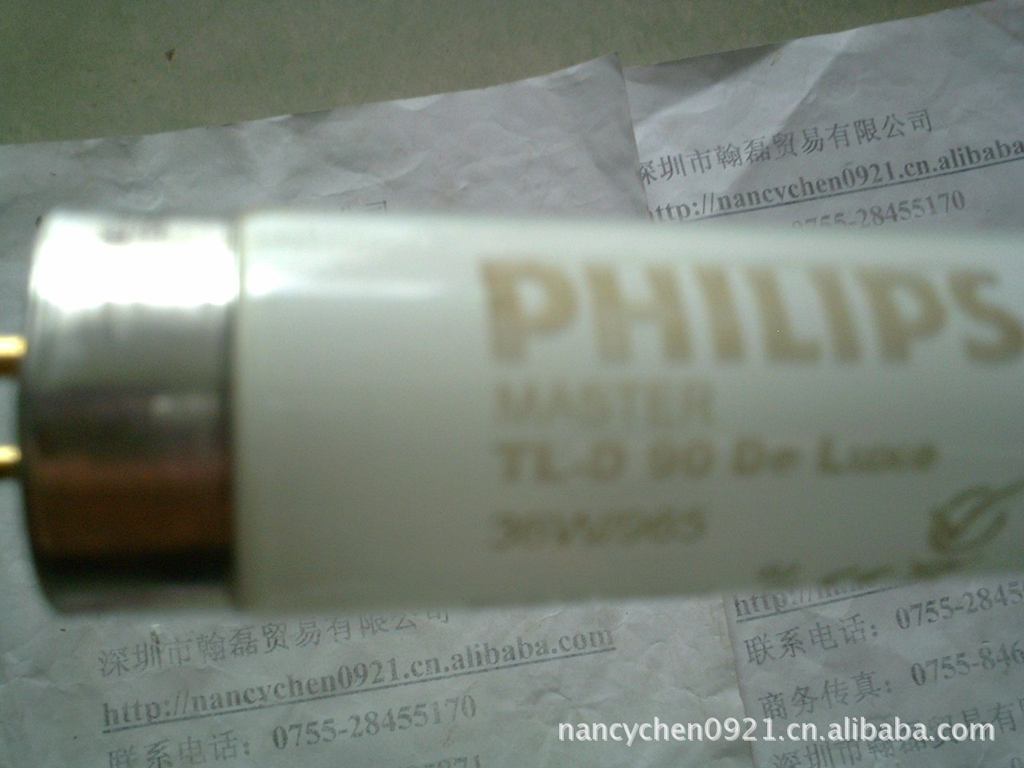 深圳市翰磊贸易有限公司
http://nancychen0921.cn.alibaba
0755-28455170
PHILIPS
MASTER
TL-D 90 De Luxe
36W/965
http://n
联系电话：0755-2845
商务传真：0755-846
深圳市翰磊贸易有限公司
http://nancychen0921.cn.alibaba.com
联系电话：0755-28455170
nancychen0921.cn.alibaba.com